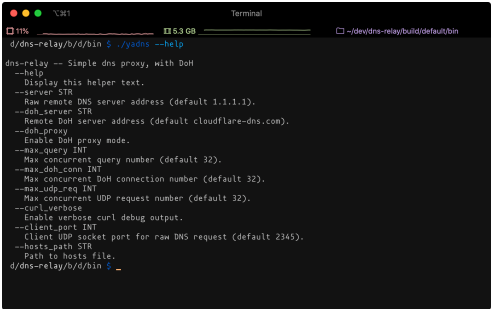 ⌥⌘1 Terminal
11% 5.3 GB ~/dev/dns-relay/build/default/bin
d/dns-relay/b/d/bin $ ./yadns --help
dns-relay -- Simple dns proxy, with DoH
--help
Display this helper text.
--server STR
Raw remote DNS server address (default 1.1.1.1).
--doh_server STR
Remote DoH server address (default cloudflare-dns.com).
--doh_proxy
Enable DoH proxy mode.
--max_query INT
Max concurrent query number (default 32).
--max_doh_conn INT
Max concurrent DoH connection number (default 32).
--max_udp_req INT
Max concurrent UDP request number (default 32).
--curl_verbose
Enable verbose curl debug output.
--client_port INT
Client UDP socket port for raw DNS request (default 2345).
--hosts_path STR
Path to hosts file.
d/dns-relay/b/d/bin $ _